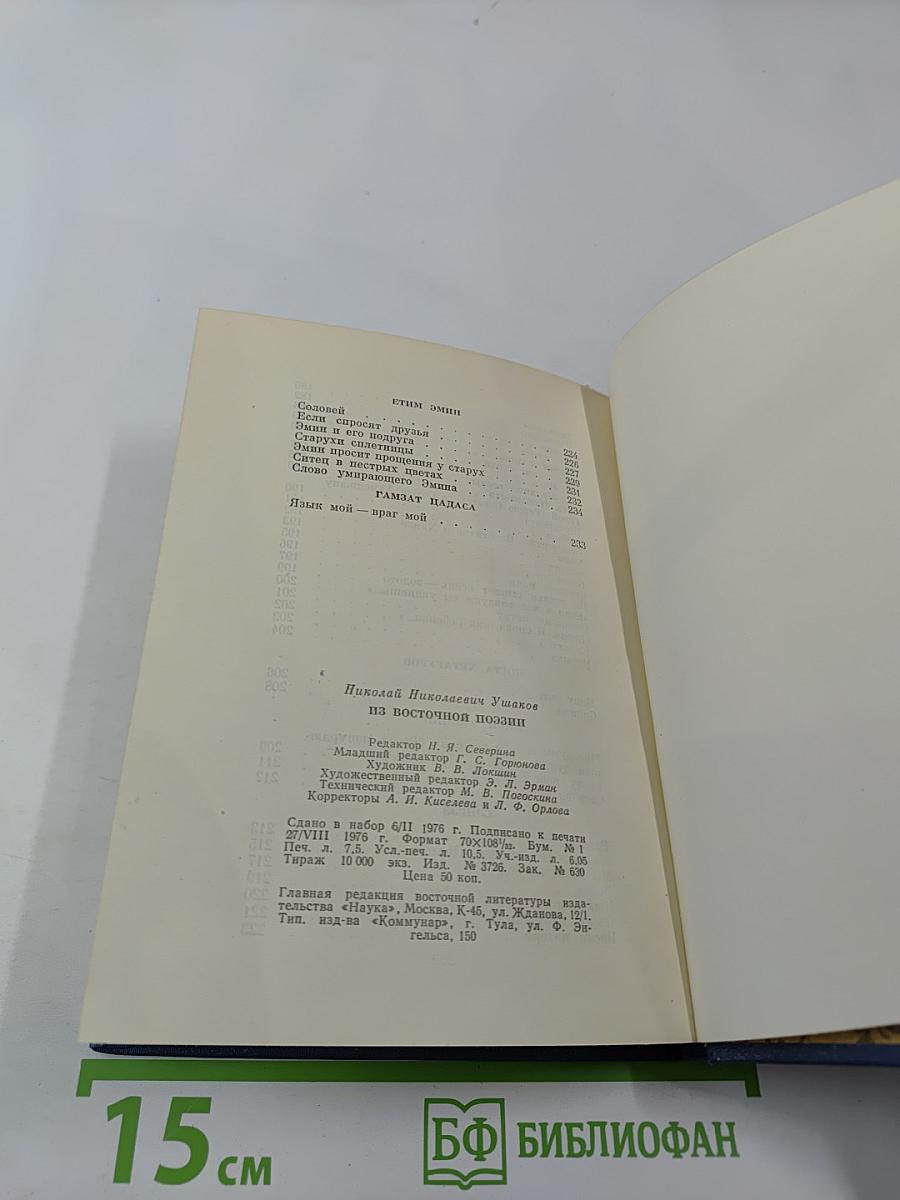 ЕТИМ ЭМИН
Соловей . . . . . . . . . . . 224
Если спросят друзья . . . . . . . . 226
Эмин и его подруга . . . . . . . . 227
Старухи сплетницы . . . . . . . . 229
Эмин просит прощения у старух . . . . . 231
Ситец в пестрых цветах . . . . . . . 232
Слово умирающего Эмина . . . . . . . 234
ГАМЗАТ ЦАДАСА
Язык мой — враг мой . . . . . . . . 233
Николай Николаевич Ушаков
ИЗ ВОСТОЧНОЙ ПОЭЗИИ
Редактор Н. Я. Северина
Младший редактор Г. С. Горюнова
Художник В. В. Локшин
Художественный редактор Э. Л. Эрман
Технический редактор М. В. Погоскина
Корректоры А. И. Киселева и Л. Ф. Орлова
Сдано в набор 6/II 1976 г. Подписано к печати
27/VIII 1976 г. Формат 70×108¹/₃₂. Бум. № 1
Печ. л. 7,5. Усл.-печ. л. 10,5. Уч.-изд. л. 6,05
Тираж 10 000 экз. Изд. № 3726. Зак. № 630
Цена 50 коп.
Главная редакция восточной литературы изда-
тельства «Наука», Москва, К-45, ул. Жданова, 12/1.
Тип. изд-ва «Коммунар», г. Тула, ул. Ф. Эн-
гельса, 150
15 см
БФ БИБЛИОФАН